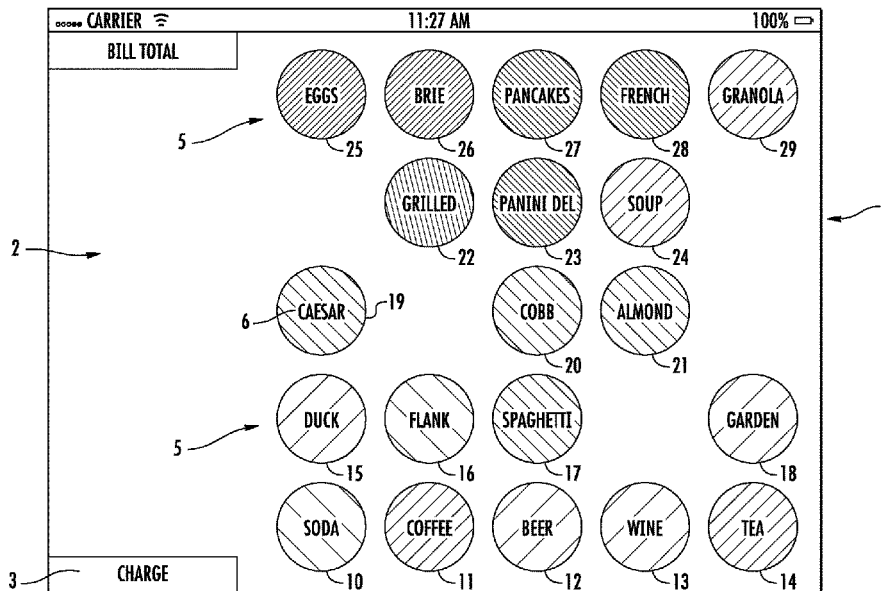 CARRIER 11:27 AM 100%
BILL TOTAL
EGGS BRIE PANCAKES FRENCH GRANOLA
5 25 26 27 28 29
GRILLED PANINI DEL SOUP
22 23 24
2
6 CAESAR 19 COBB ALMOND
20 21
DUCK FLANK SPAGHETTI GARDEN
5 15 16 17 18
SODA COFFEE BEER WINE TEA
3 CHARGE 10 11 12 13 14